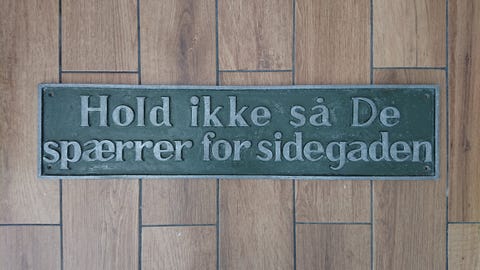 Hold ikke så De
spærrer for sidegaden